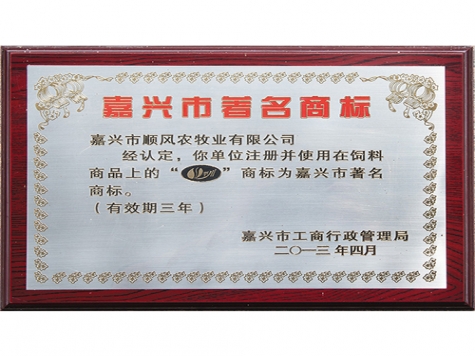 嘉兴市著名商标
嘉兴市顺风农牧业有限公司
经认定，你单位注册并使用在饲料
商品上的“ ”商标为嘉兴市著名
商标。
（有效期三年）
嘉兴市工商行政管理局
二〇一三年四月